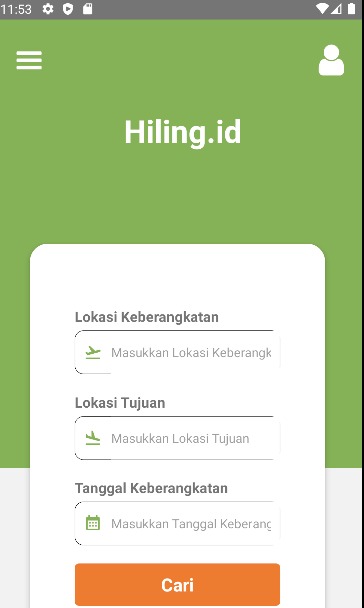 11:53
Hiling.id
Lokasi Keberangkatan
Masukkan Lokasi Keberangk
Lokasi Tujuan
Masukkan Lokasi Tujuan
Tanggal Keberangkatan
Masukkan Tanggal Keberang
Cari